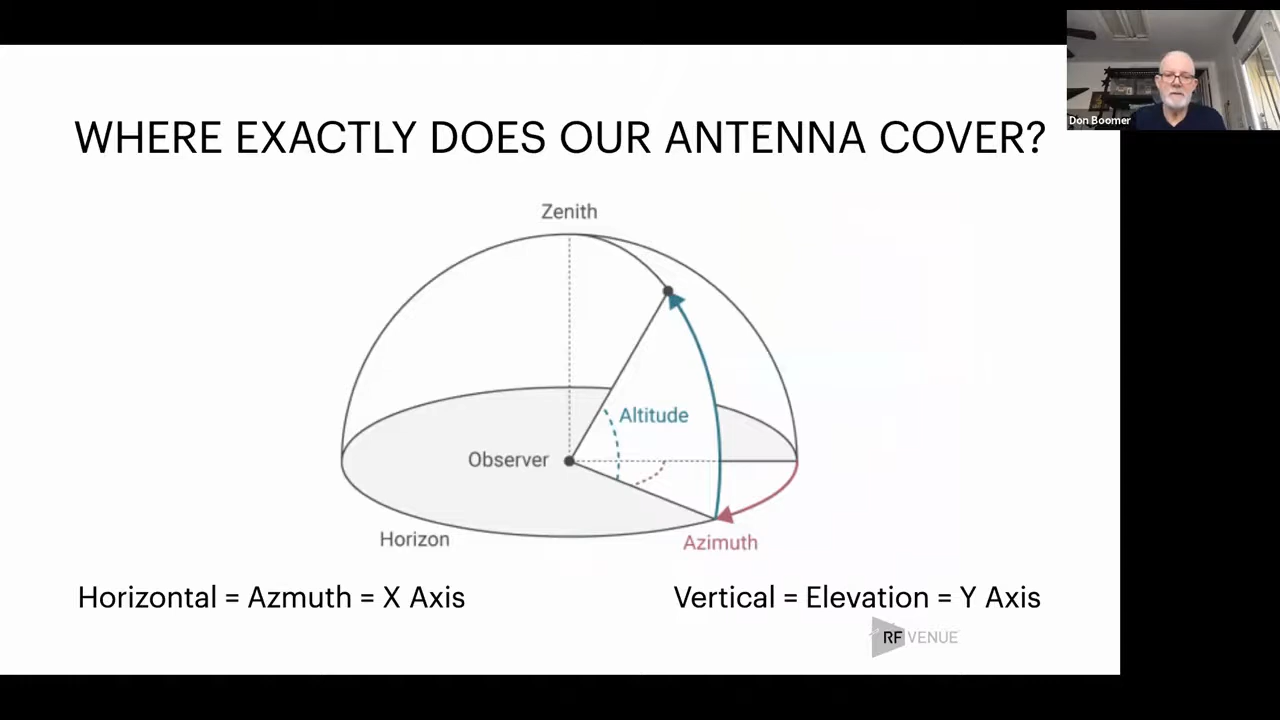 WHERE EXACTLY DOES OUR ANTENNA COVER?
Don Boomer
Zenith
Altitude
Observer
Horizon
Azimuth
Horizontal = Azmuth = X Axis
Vertical = Elevation = Y Axis
RF VENUE